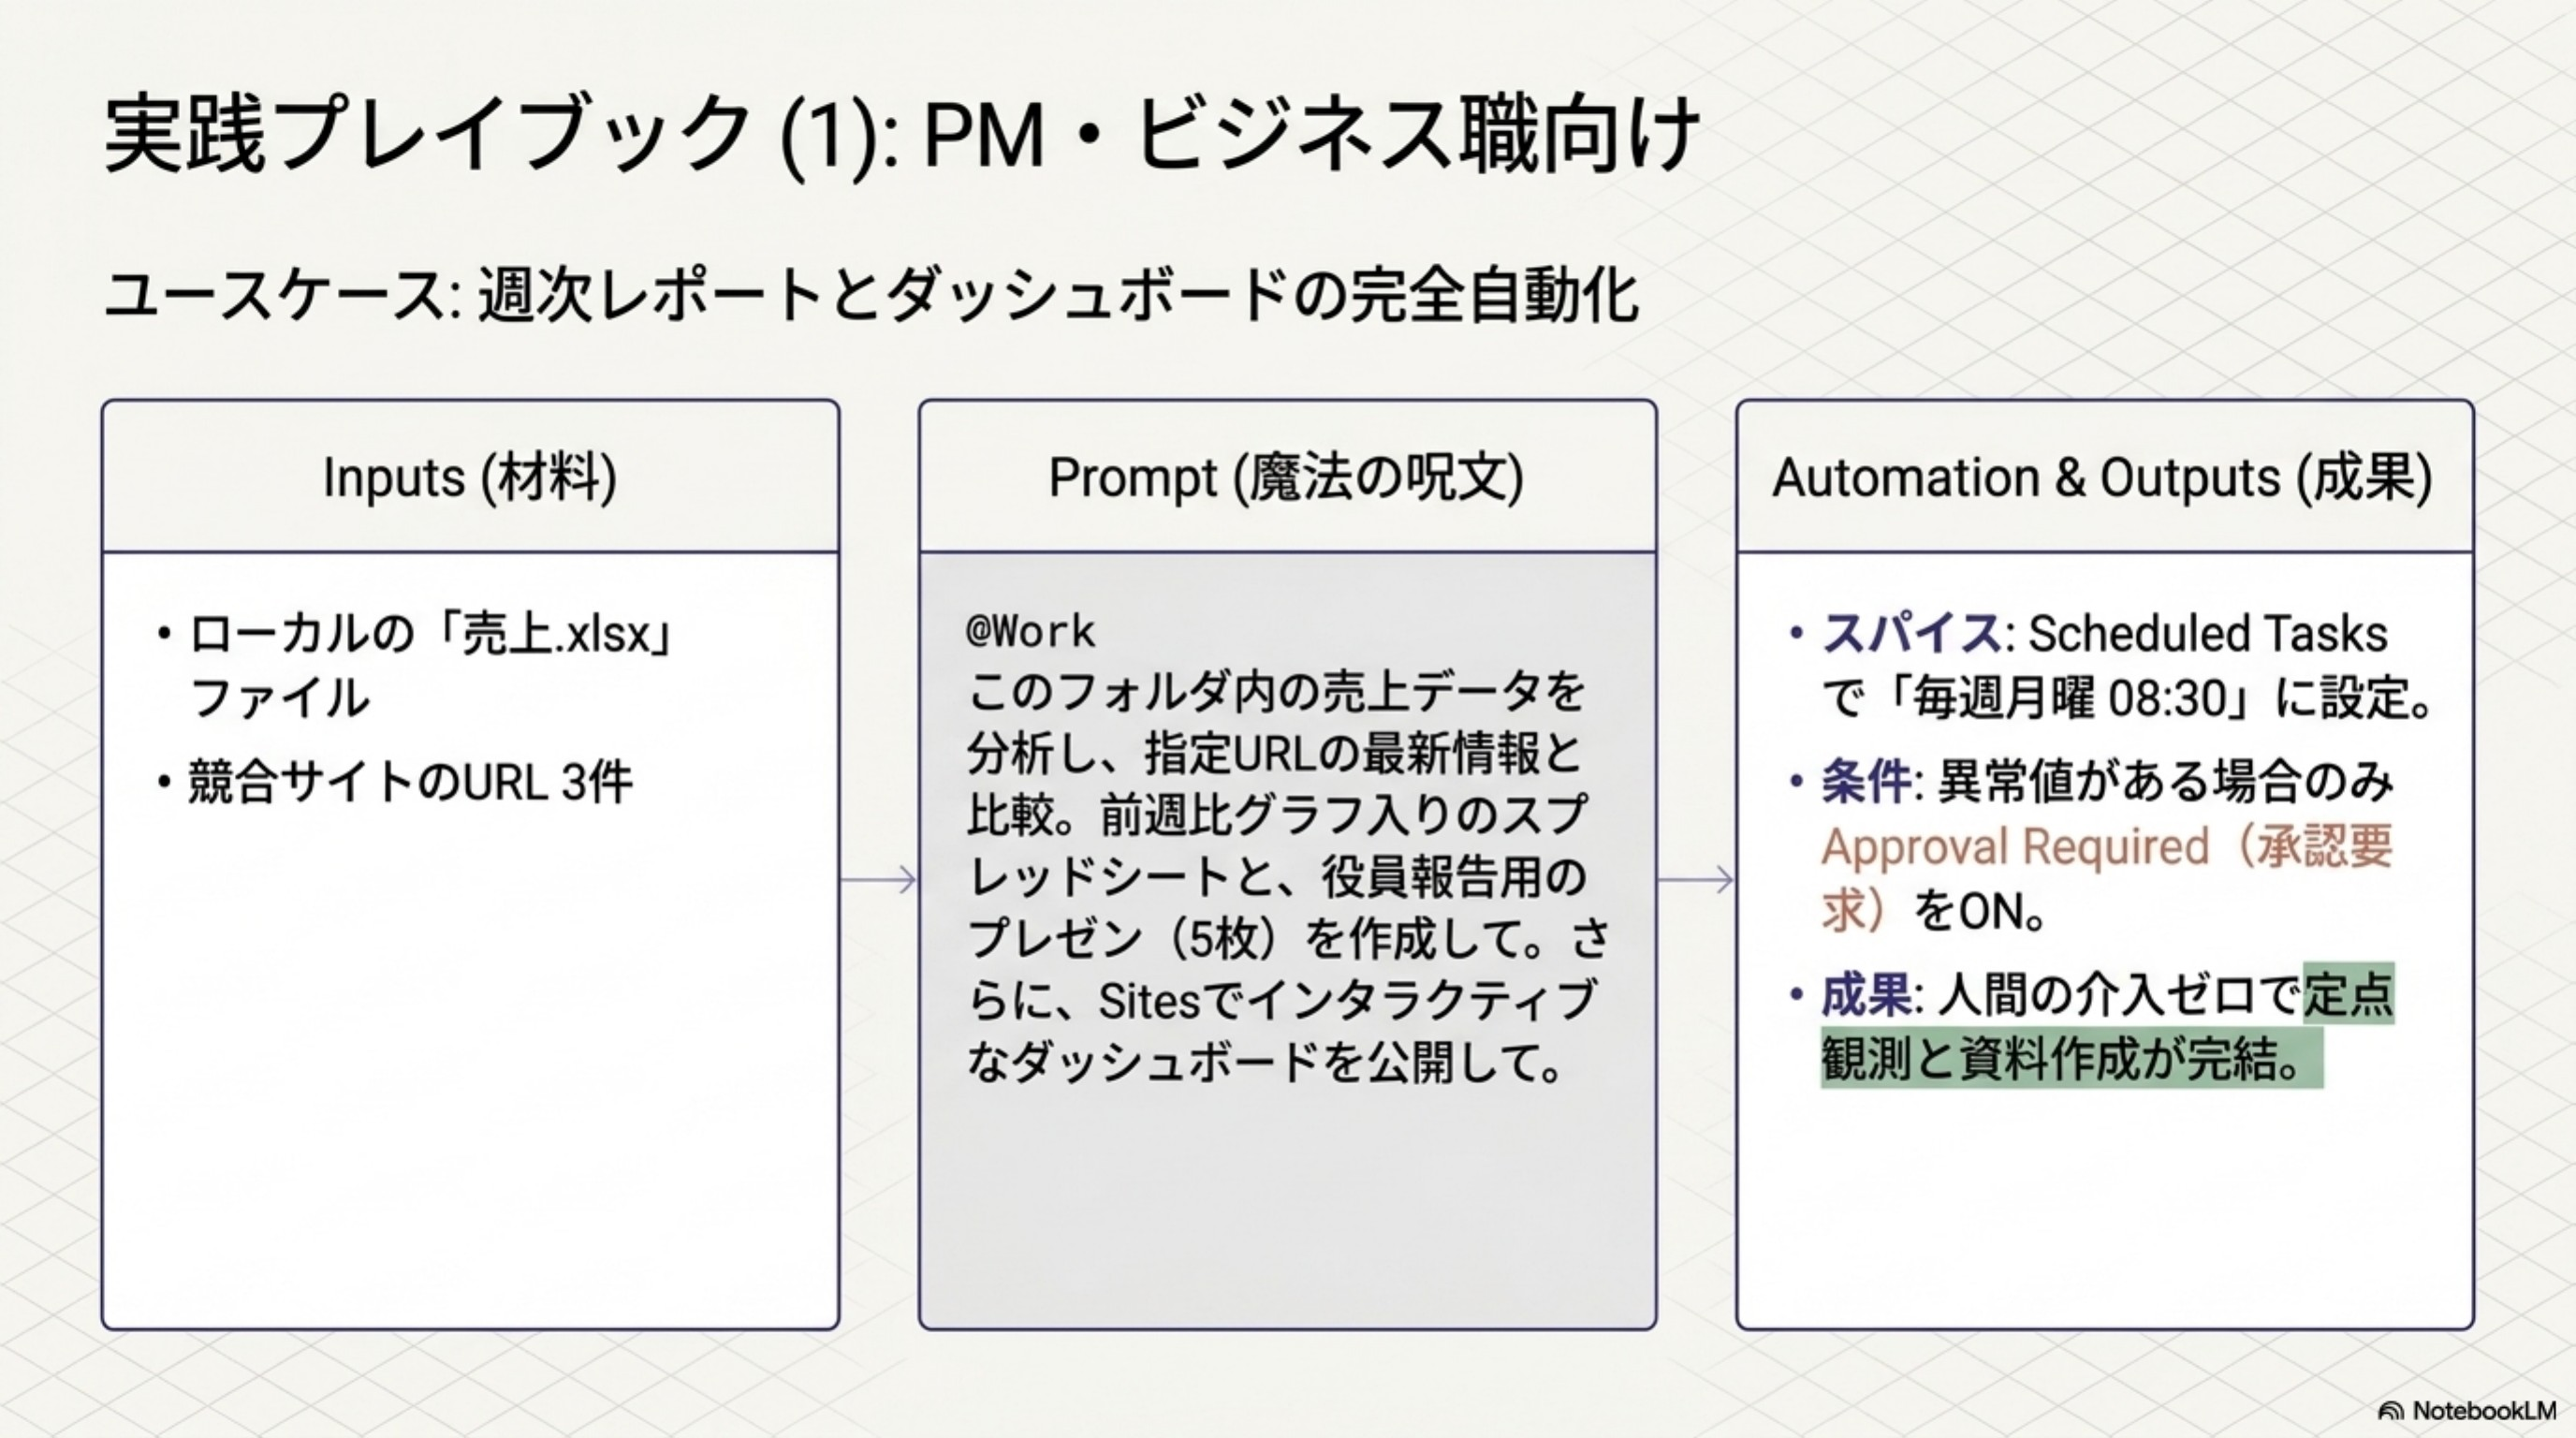 実践プレイブック (1): PM・ビジネス職向け
ユースケース: 週次レポートとダッシュボードの完全自動化
Inputs (材料)
・ローカルの「売上.xlsx」
ファイル
・競合サイトのURL 3件
Prompt (魔法の呪文)
@Work
このフォルダ内の売上データを
分析し、指定URLの最新情報と
比較。前週比グラフ入りのスプ
レッドシートと、役員報告用の
プレゼン（5枚）を作成して。さ
らに、Sitesでインタラクティブ
なダッシュボードを公開して。
Automation & Outputs (成果)
・スパイス: Scheduled Tasks
で「毎週月曜 08:30」に設定。
・条件: 異常値がある場合のみ
Approval Required（承認要
求）をON。
・成果: 人間の介入ゼロで定点
観測と資料作成が完結。
NotebookLM